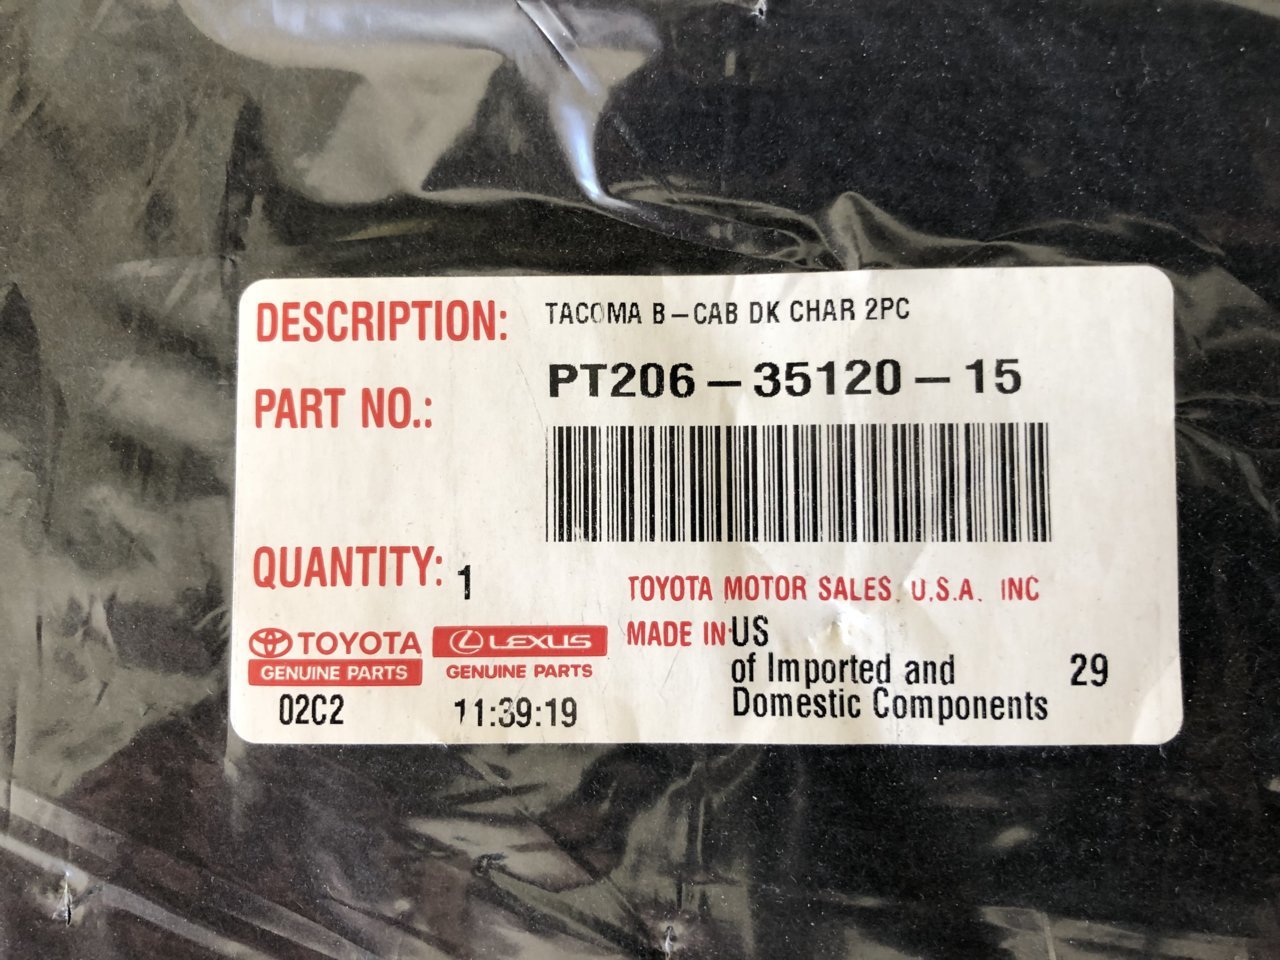 DESCRIPTION: TACOMA B-CAB DK CHAR 2PC
PART NO.: PT206-35120-15
QUANTITY: 1
TOYOTA MOTOR SALES, U.S.A. INC
TOYOTA LEXUS MADE IN US
GENUINE PARTS GENUINE PARTS of Imported and 29
02C2 11:39:19 Domestic Components